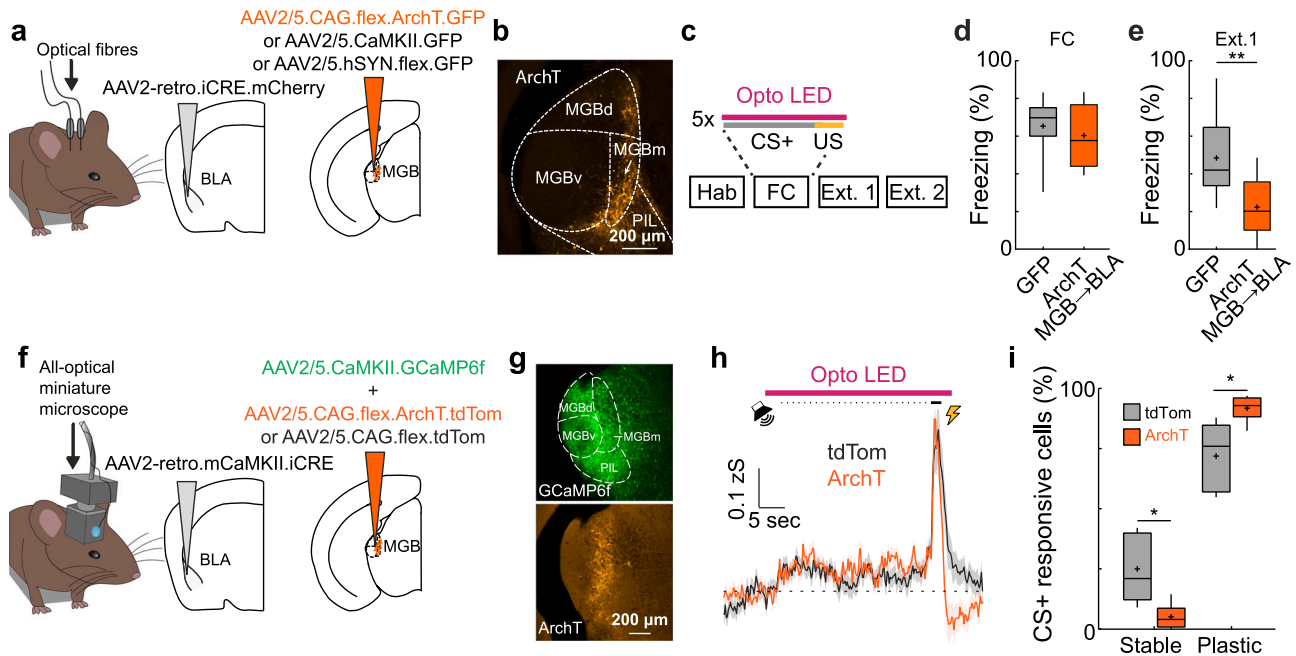 a
Optical fibres
AAV2-retro.iCRE.mCherry
BLA
AAV2/5.CAG.flex.ArchT.GFP
or AAV2/5.CaMKII.GFP
or AAV2/5.hSYN.flex.GFP
MGB
b
ArchT
MGBd
MGBm
MGBv
PIL
200 µm
c
Opto LED
5x
CS+ US
Hab FC Ext. 1 Ext. 2
d
FC
Freezing (%)
100
0
GFP
ArchT
MGB→BLA
e
Ext.1
**
Freezing (%)
100
0
GFP
ArchT
MGB→BLA
f
All-optical
miniature
microscope
AAV2-retro.mCaMKII.iCRE
BLA
AAV2/5.CaMKII.GCaMP6f
+
AAV2/5.CAG.flex.ArchT.tdTom
or AAV2/5.CAG.flex.tdTom
MGB
g
MGBd
MGBv
MGBm
PIL
GCaMP6f
ArchT
200 µm
h
Opto LED
tdTom
ArchT
0.1 zS
5 sec
i
CS+ responsive cells (%)
100
0
tdTom
ArchT
*
*
Stable Plastic